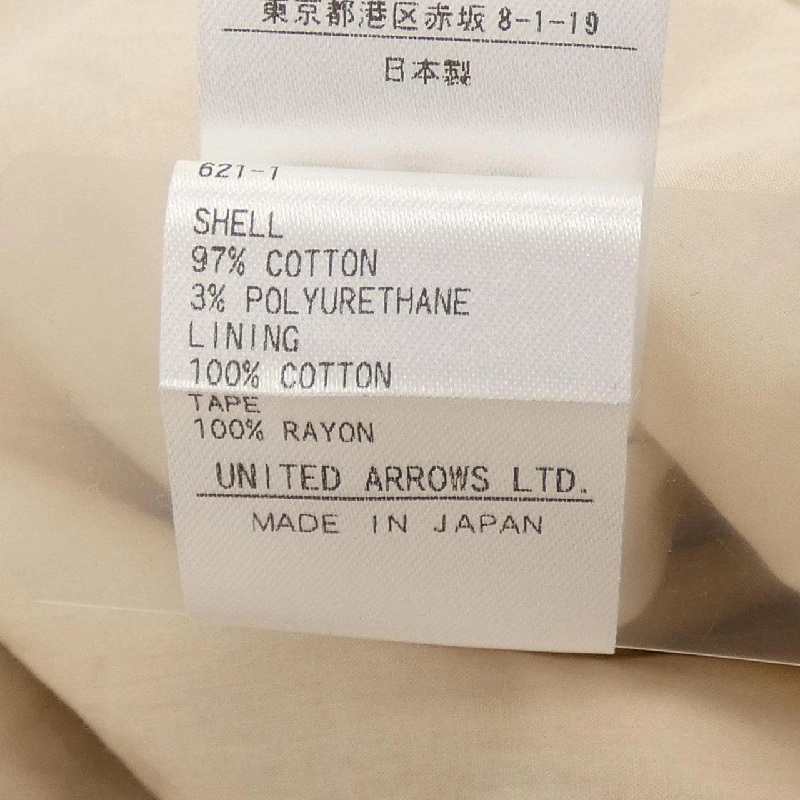 東京都港区赤坂 8-1-19
日本製
621-1
SHELL
97% COTTON
3% POLYURETHANE
LINING
100% COTTON
TAPE
100% RAYON
UNITED ARROWS LTD.
MADE IN JAPAN